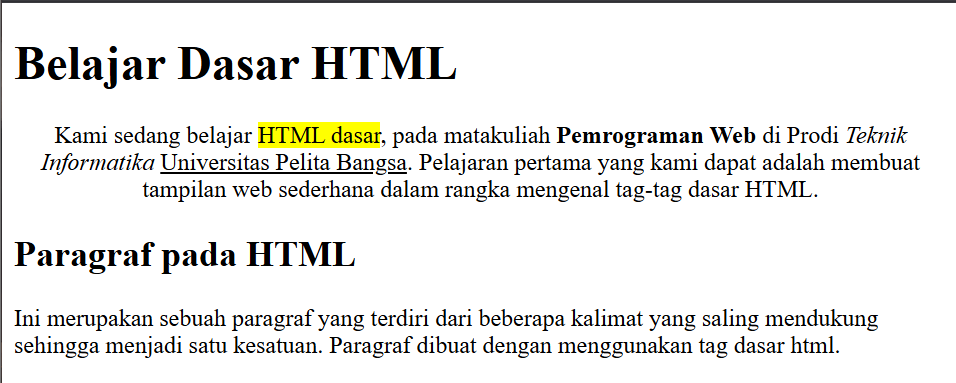 Belajar Dasar HTML
Kami sedang belajar HTML dasar, pada matakuliah Pemrograman Web di Prodi Teknik
Informatika Universitas Pelita Bangsa. Pelajaran pertama yang kami dapat adalah membuat
tampilan web sederhana dalam rangka mengenal tag-tag dasar HTML.
Paragraf pada HTML
Ini merupakan sebuah paragraf yang terdiri dari beberapa kalimat yang saling mendukung
sehingga menjadi satu kesatuan. Paragraf dibuat dengan menggunakan tag dasar html.